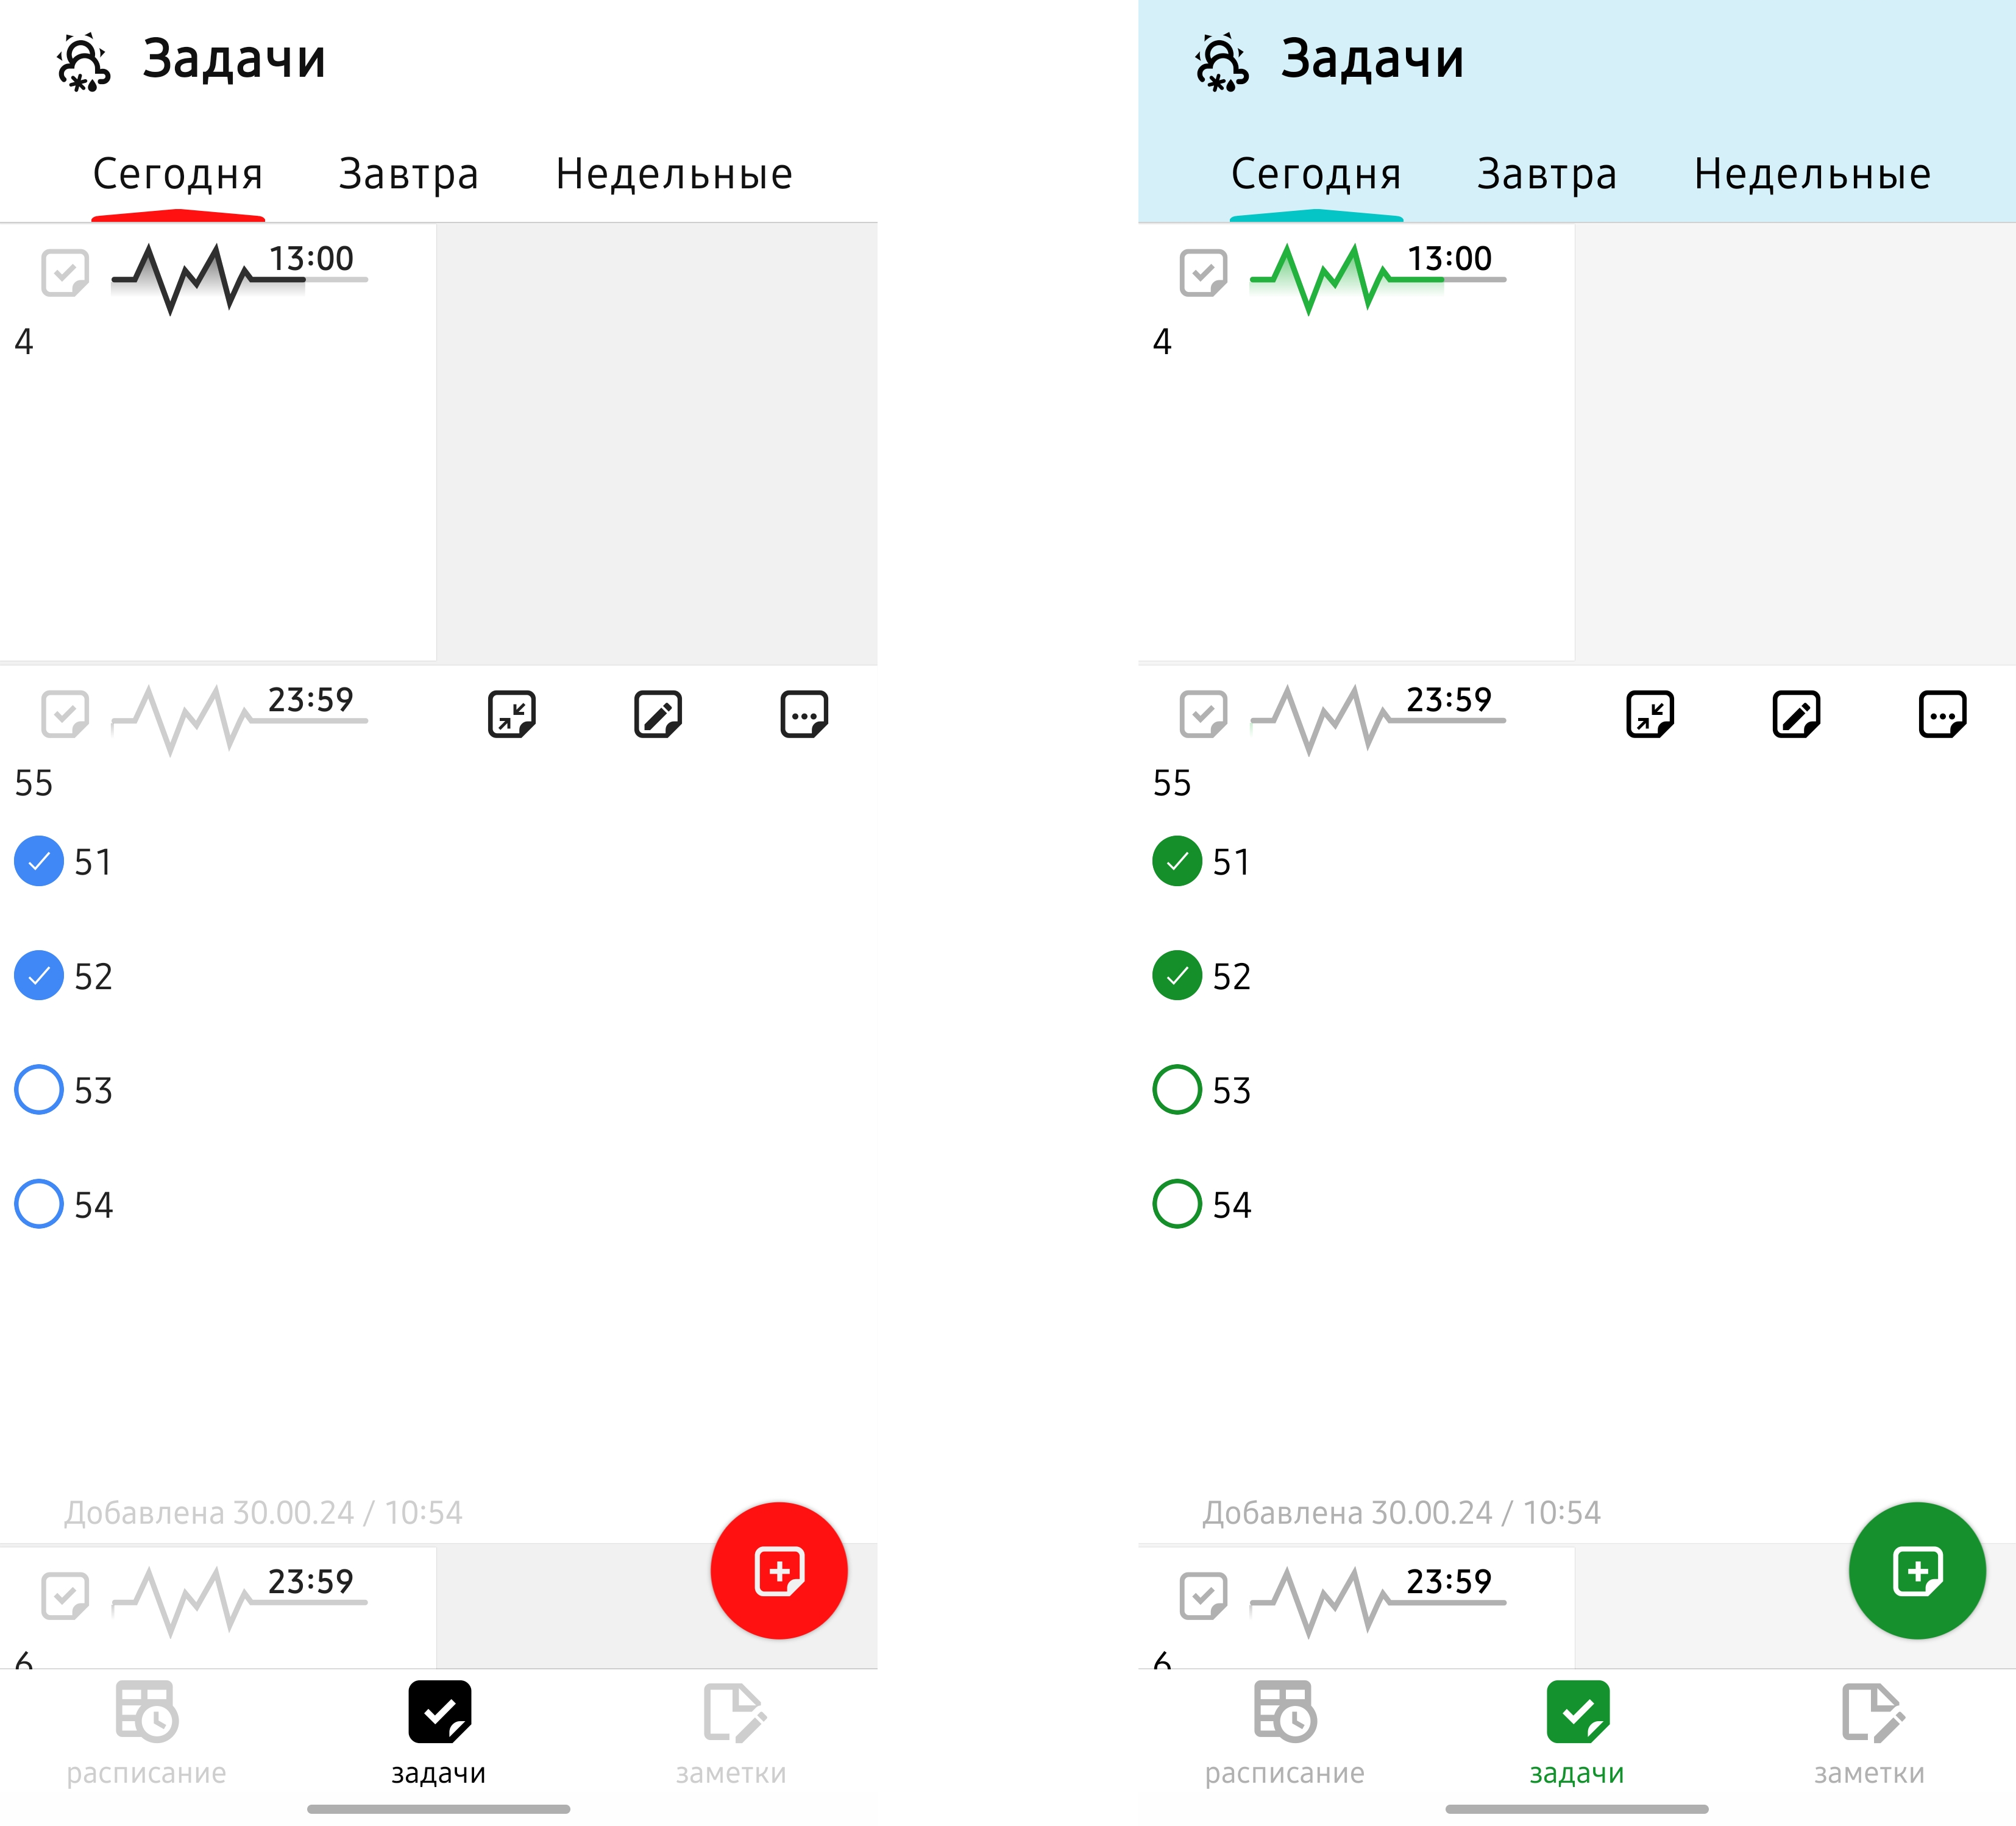 Задачи
Сегодня Завтра Недельные
13:00
4
23:59
55
51
52
53
54
Добавлена 30.00.24 / 10:54
23:59
6
расписание задачи заметки
Задачи
Сегодня Завтра Недельные
13:00
4
23:59
55
51
52
53
54
Добавлена 30.00.24 / 10:54
23:59
6
расписание задачи заметки